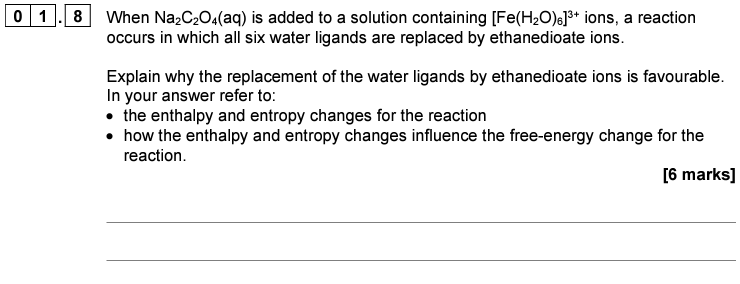 0 1 . 8 When Na₂C₂O₄(aq) is added to a solution containing [Fe(H₂O)₆]³⁺ ions, a reaction
occurs in which all six water ligands are replaced by ethanedioate ions.
Explain why the replacement of the water ligands by ethanedioate ions is favourable.
In your answer refer to:
• the enthalpy and entropy changes for the reaction
• how the enthalpy and entropy changes influence the free-energy change for the
reaction.
[6 marks]